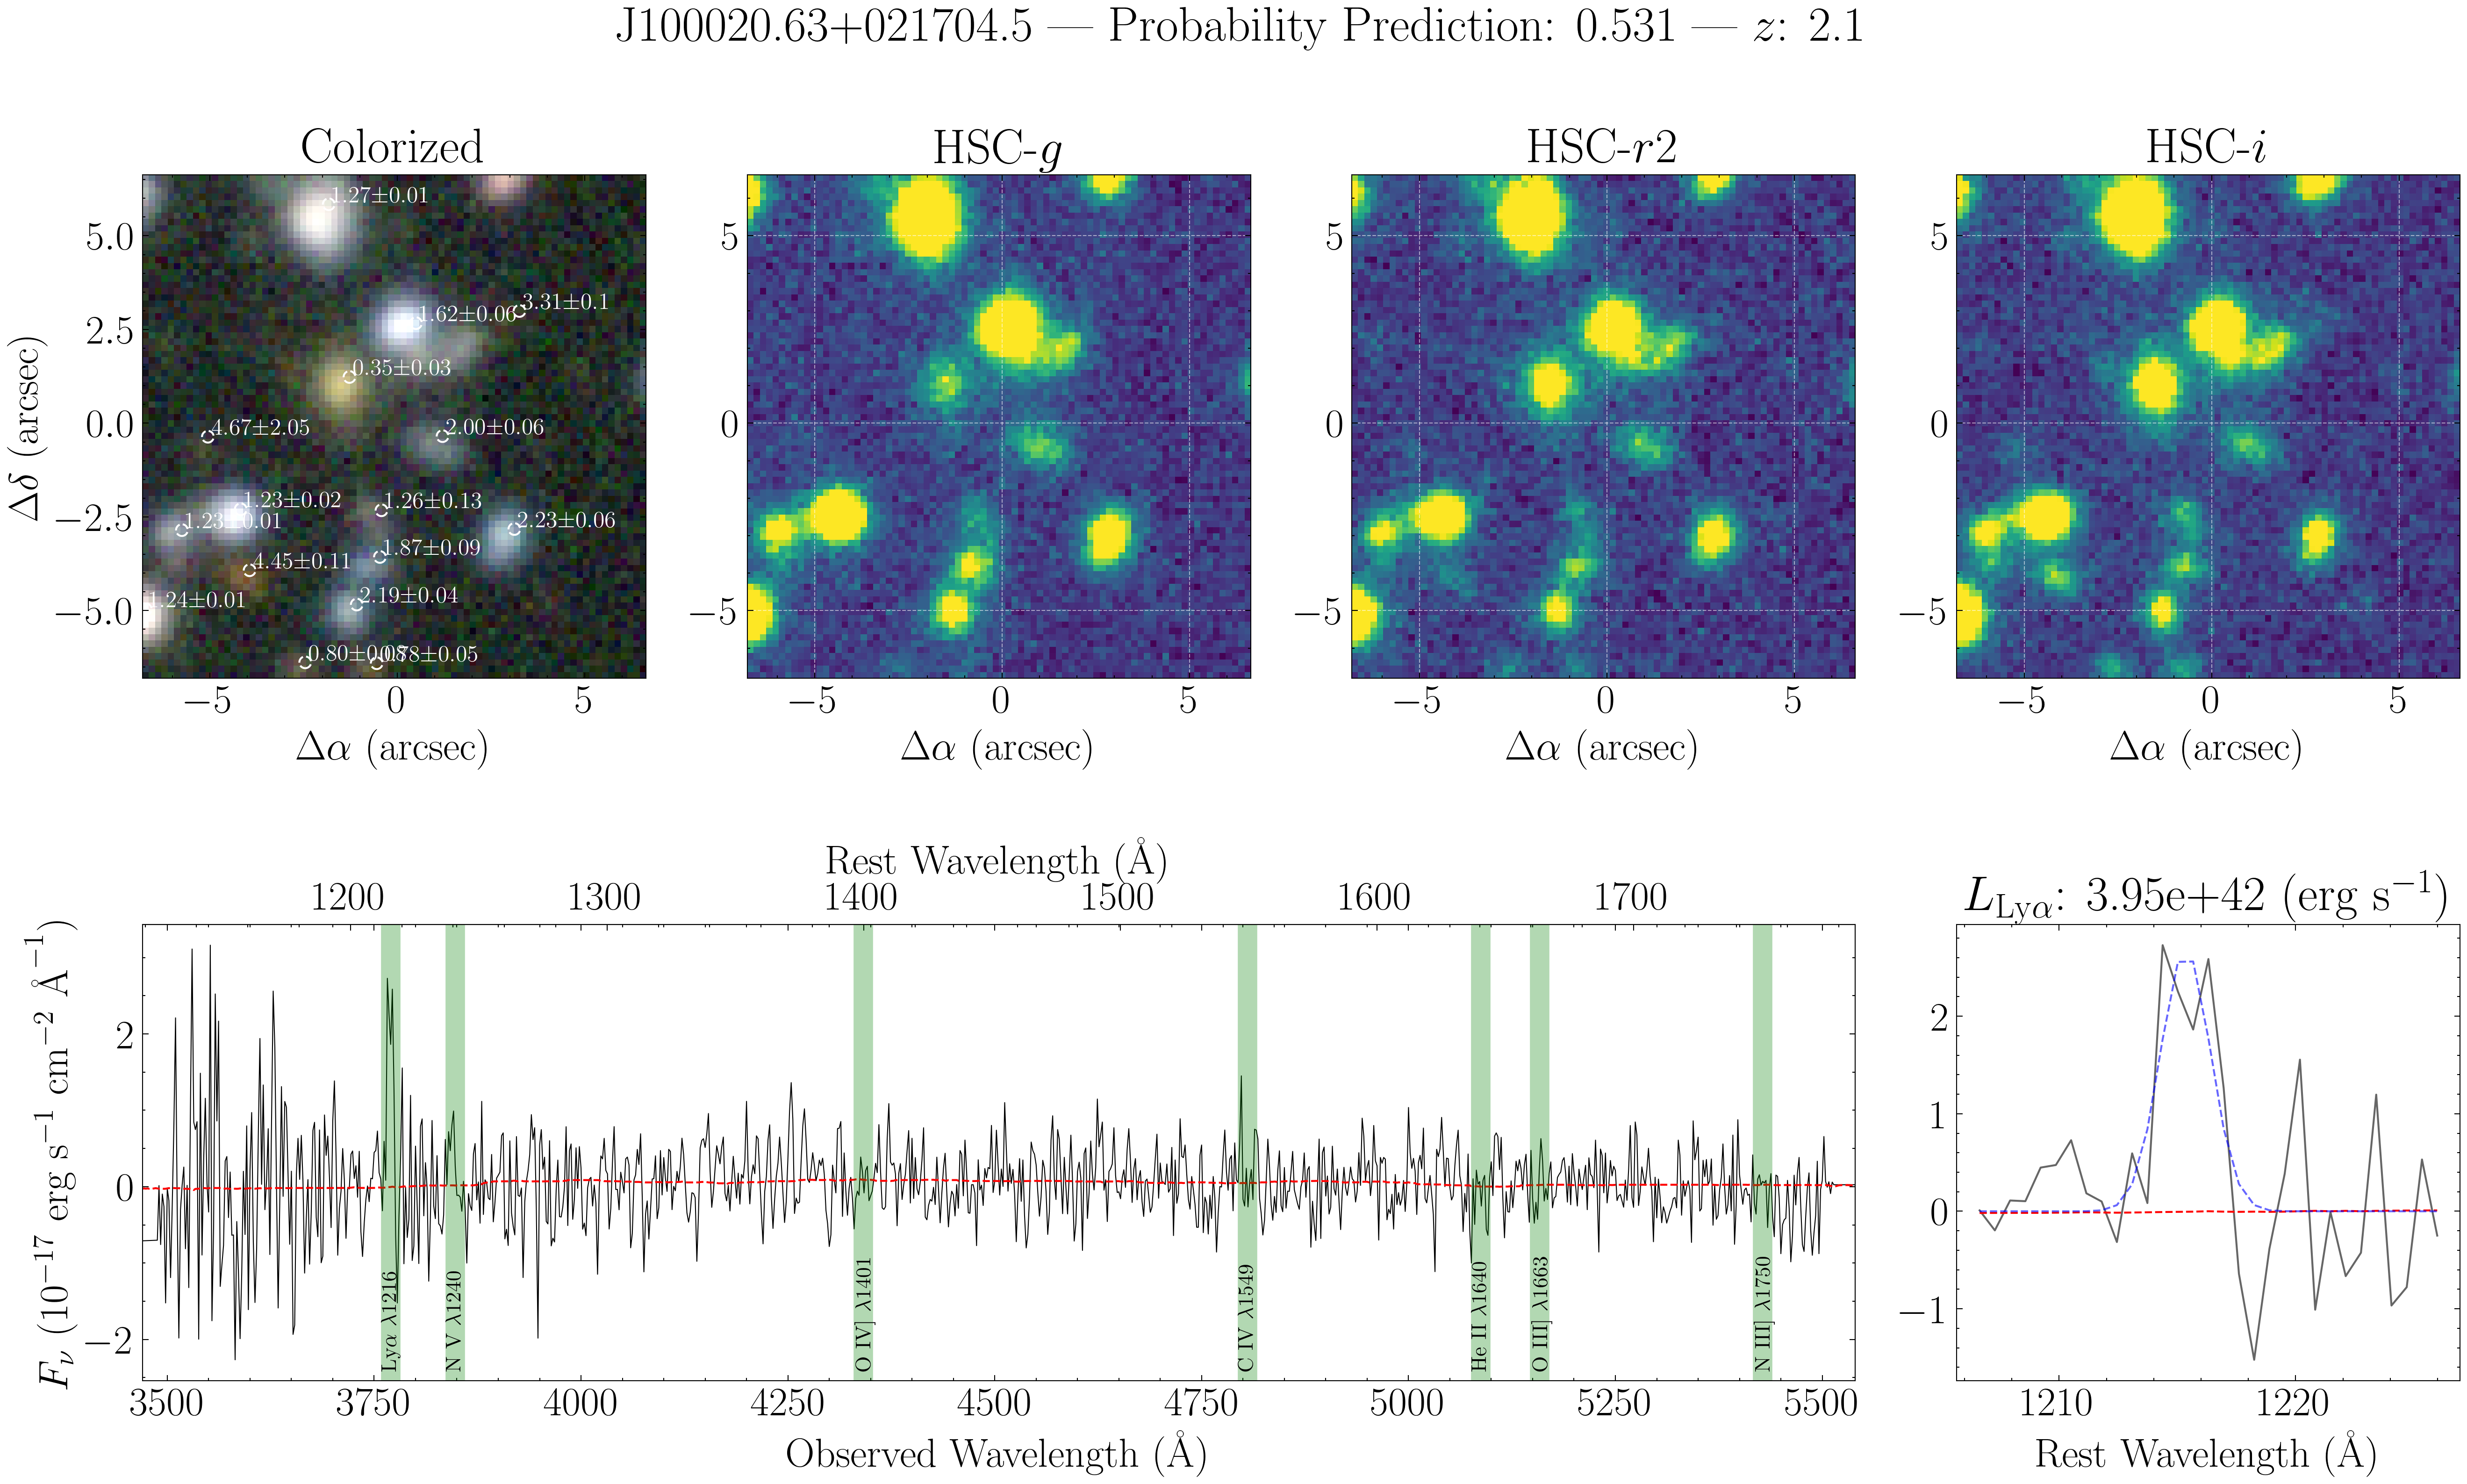 J100020.63+021704.5 — Probability Prediction: 0.531 — z: 2.1
Colorized
HSC-g
HSC-r2
HSC-i
Δδ (arcsec)
5.0
2.5
0.0
−2.5
−5.0
1.27±0.01
3.31±0.1
1.62±0.06
0.35±0.03
4.67±2.05
2.00±0.06
1.23±0.02
1.26±0.13
1.23±0.01
2.23±0.06
1.87±0.09
4.45±0.11
1.24±0.01
2.19±0.04
0.80±0.08
0.78±0.05
−5 0 5
Δα (arcsec)
5
0
−5
−5 0 5
Δα (arcsec)
5
0
−5
−5 0 5
Δα (arcsec)
5
0
−5
−5 0 5
Δα (arcsec)
Rest Wavelength (Å)
1200 1300 1400 1500 1600 1700
F𝜈 (10⁻¹⁷ erg s⁻¹ cm⁻² Å⁻¹)
2
0
−2
Lyα λ1216
N V λ1240
O IV] λ1401
C IV λ1549
He II λ1640
O III] λ1663
N III] λ1750
3500 3750 4000 4250 4500 4750 5000 5250 5500
Observed Wavelength (Å)
L_Lyα: 3.95e+42 (erg s⁻¹)
2
1
0
−1
1210 1220
Rest Wavelength (Å)